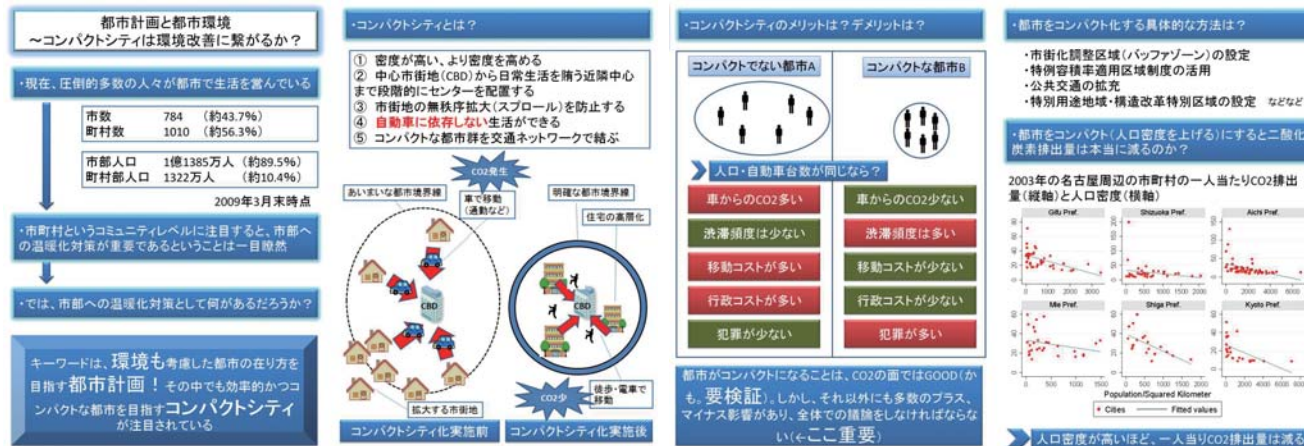 都市計画と都市環境
～コンパクトシティは環境改善に繋がるか？
・現在、圧倒的多数の人々が都市で生活を営んでいる
市数 784 （約43.7%）
町村数 1010 （約56.3%）
市部人口 1億1385万人 （約89.5%）
町村部人口 1322万人 （約10.4%）
2009年3月末時点
・市町村というコミュニティレベルに注目すると、市部へ
の温暖化対策が重要であるということは一目瞭然
・では、市部への温暖化対策として何があるだろうか？
キーワードは、環境も考慮した都市の在り方を
目指す都市計画！その中でも効率的かつコ
ンパクトな都市を目指すコンパクトシティ
が注目されている
・コンパクトシティとは？
① 密度が高い、より密度を高める
② 中心市街地（CBD）から日常生活を賄う近隣中心
まで段階的にセンターを配置する
③ 市街地の無秩序拡大（スプロール）を防止する
④ 自動車に依存しない生活ができる
⑤ コンパクトな都市群を交通ネットワークで結ぶ
CO2発生
あいまいな都市境界線
車で移動
（通勤など）
明確な都市境界線
住宅の高層化
CBD
CBD
拡大する市街地
CO2少
徒歩・電車で
移動
コンパクトシティ化実施前
コンパクトシティ化実施後
・コンパクトシティのメリットは？デメリットは？
コンパクトでない都市A
コンパクトな都市B
人口・自動車台数が同じなら？
車からのCO2多い
車からのCO2少ない
渋滞頻度は少ない
渋滞頻度は多い
移動コストが多い
移動コストが少ない
行政コストが多い
行政コストが少ない
犯罪が少ない
犯罪が多い
都市がコンパクトになることは、CO2の面ではGOOD（か
も。要検証）。しかし、それ以外にも多数のプラス、
マイナス影響があり、全体での議論をしなければならな
い（←ここ重要）
・都市をコンパクト化する具体的な方法は？
・市街化調整区域（バッファゾーン）の設定
・特例容積率適用区域制度の活用
・公共交通の拡充
・特別用途地域・構造改革特別区域の設定 などなど
・都市をコンパクト（人口密度を上げる）にすると二酸化
炭素排出量は本当に減るのか？
2003年の名古屋周辺の市町村の一人当たりCO2排出
量（縦軸）と人口密度（横軸）
Gifu Pref.
Shizuoka Pref.
Aichi Pref.
0 1000 2000 3000
0 500 1000 1500 2000
Mie Pref.
Shiga Pref.
Kyoto Pref.
0 500 1000 1500
0 500 1000 1500 2000
Population/Squared Kilometer
Cities
Fitted values
人口密度が高いほど、一人当りCO2排出量は減る